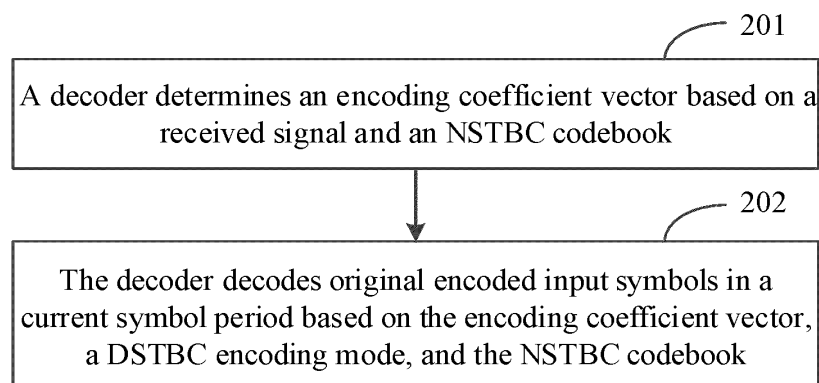 201
A decoder determines an encoding coefficient vector based on a
received signal and an NSTBC codebook
202
The decoder decodes original encoded input symbols in a
current symbol period based on the encoding coefficient vector,
a DSTBC encoding mode, and the NSTBC codebook